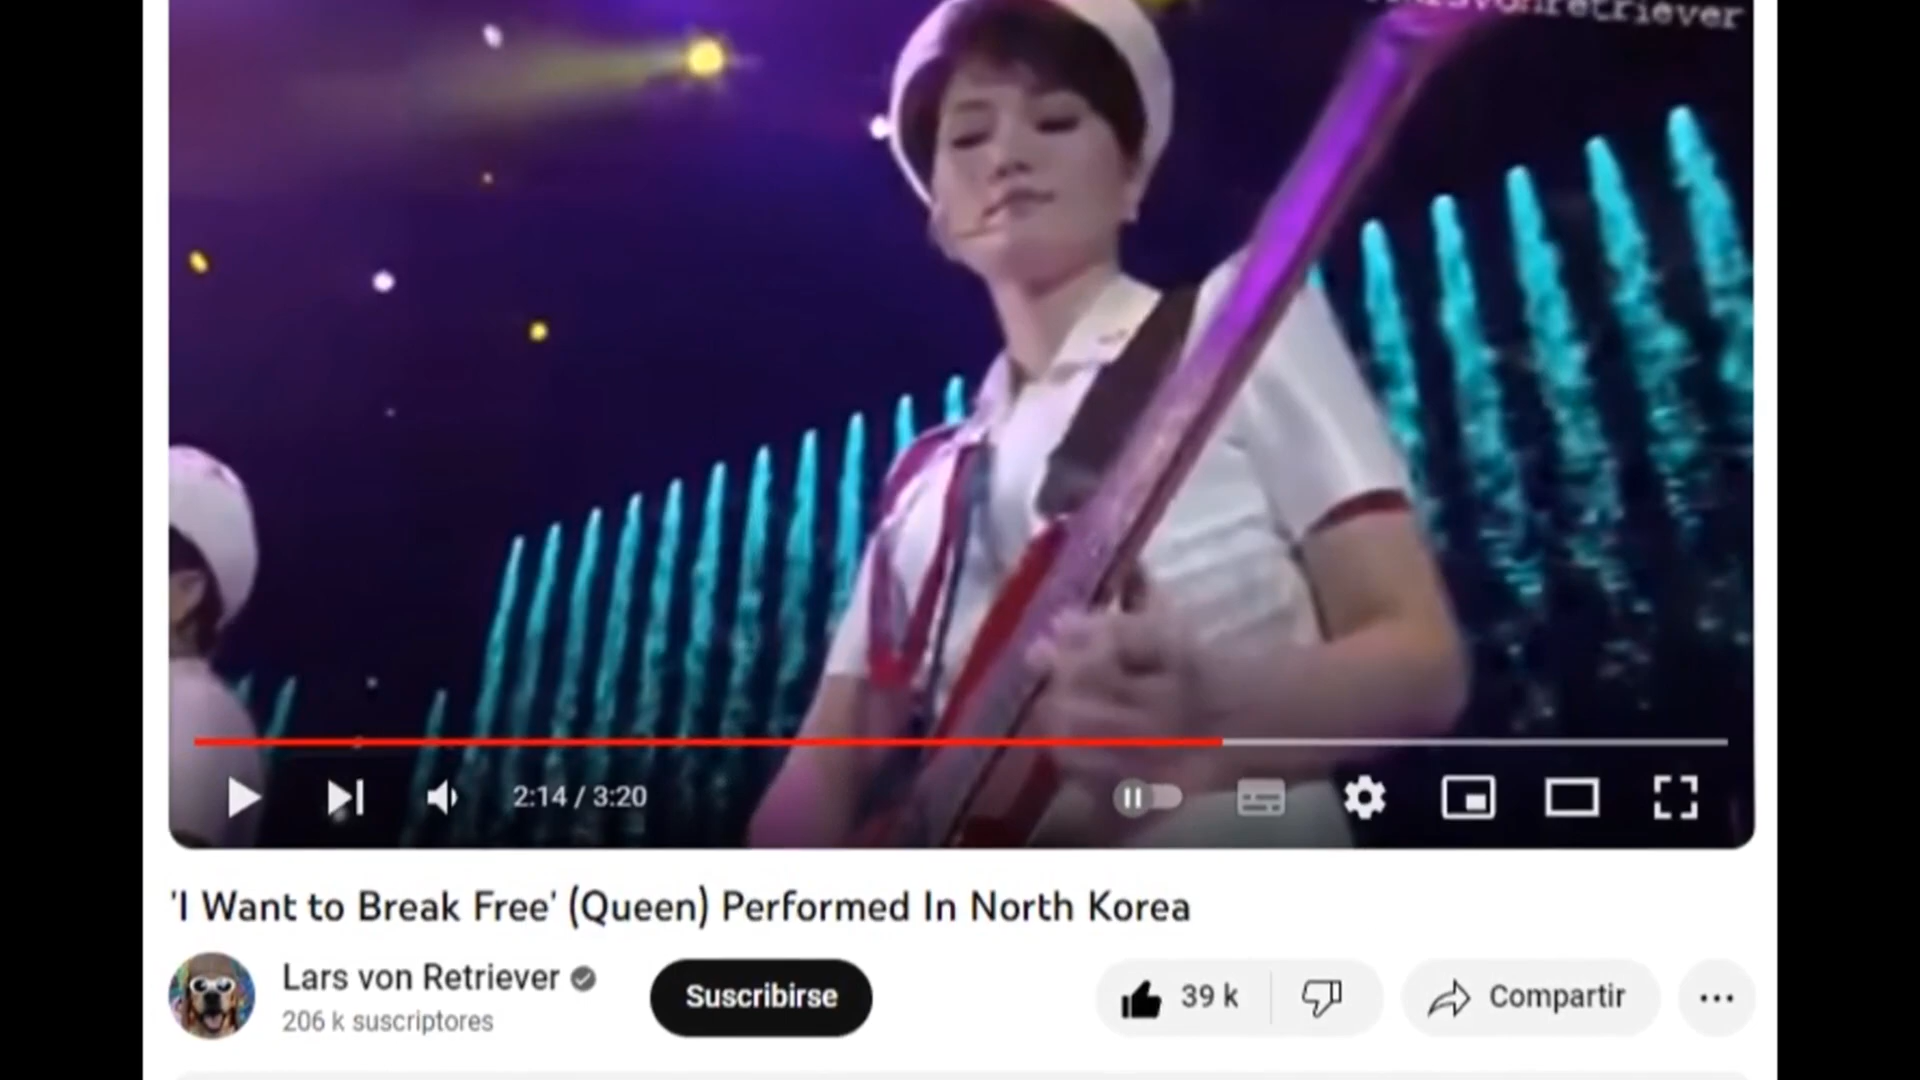 vonretriever
2:14 / 3:20
'I Want to Break Free' (Queen) Performed In North Korea
Lars von Retriever
206 k suscriptores
Suscribirse
39 k
Compartir